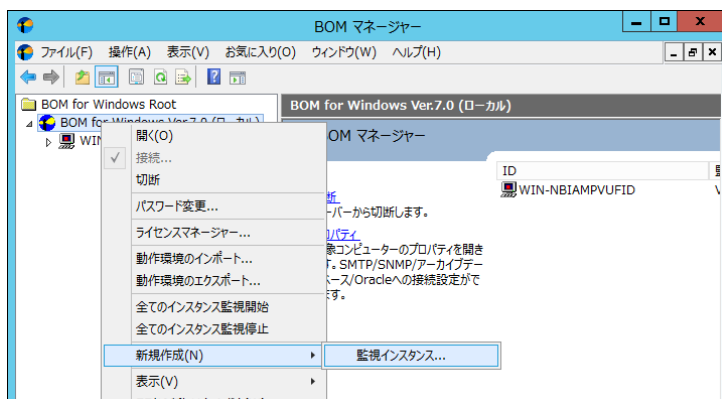 BOM マネージャー
ファイル(F) 操作(A) 表示(V) お気に入り(O) ウィンドウ(W) ヘルプ(H)
BOM for Windows Root
BOM for Windows Ver.7.0 (ローカル)
BOM for Windows Ver.7.0 (ローカル)
WIN
BOM マネージャー
開く(O)
接続...
切断
パスワード変更...
ライセンスマネージャー...
動作環境のインポート...
動作環境のエクスポート...
全てのインスタンス監視開始
全てのインスタンス監視停止
新規作成(N)
表示(V)
監視インスタンス...
断
ーバーから切断します。
ロパティ
象コンピューターのプロパティを開き
す。SMTP/SNMP/アーカイブデー
ベース/Oracleへの接続設定がで
ます。
ID
WIN-NBIAMPVUFID